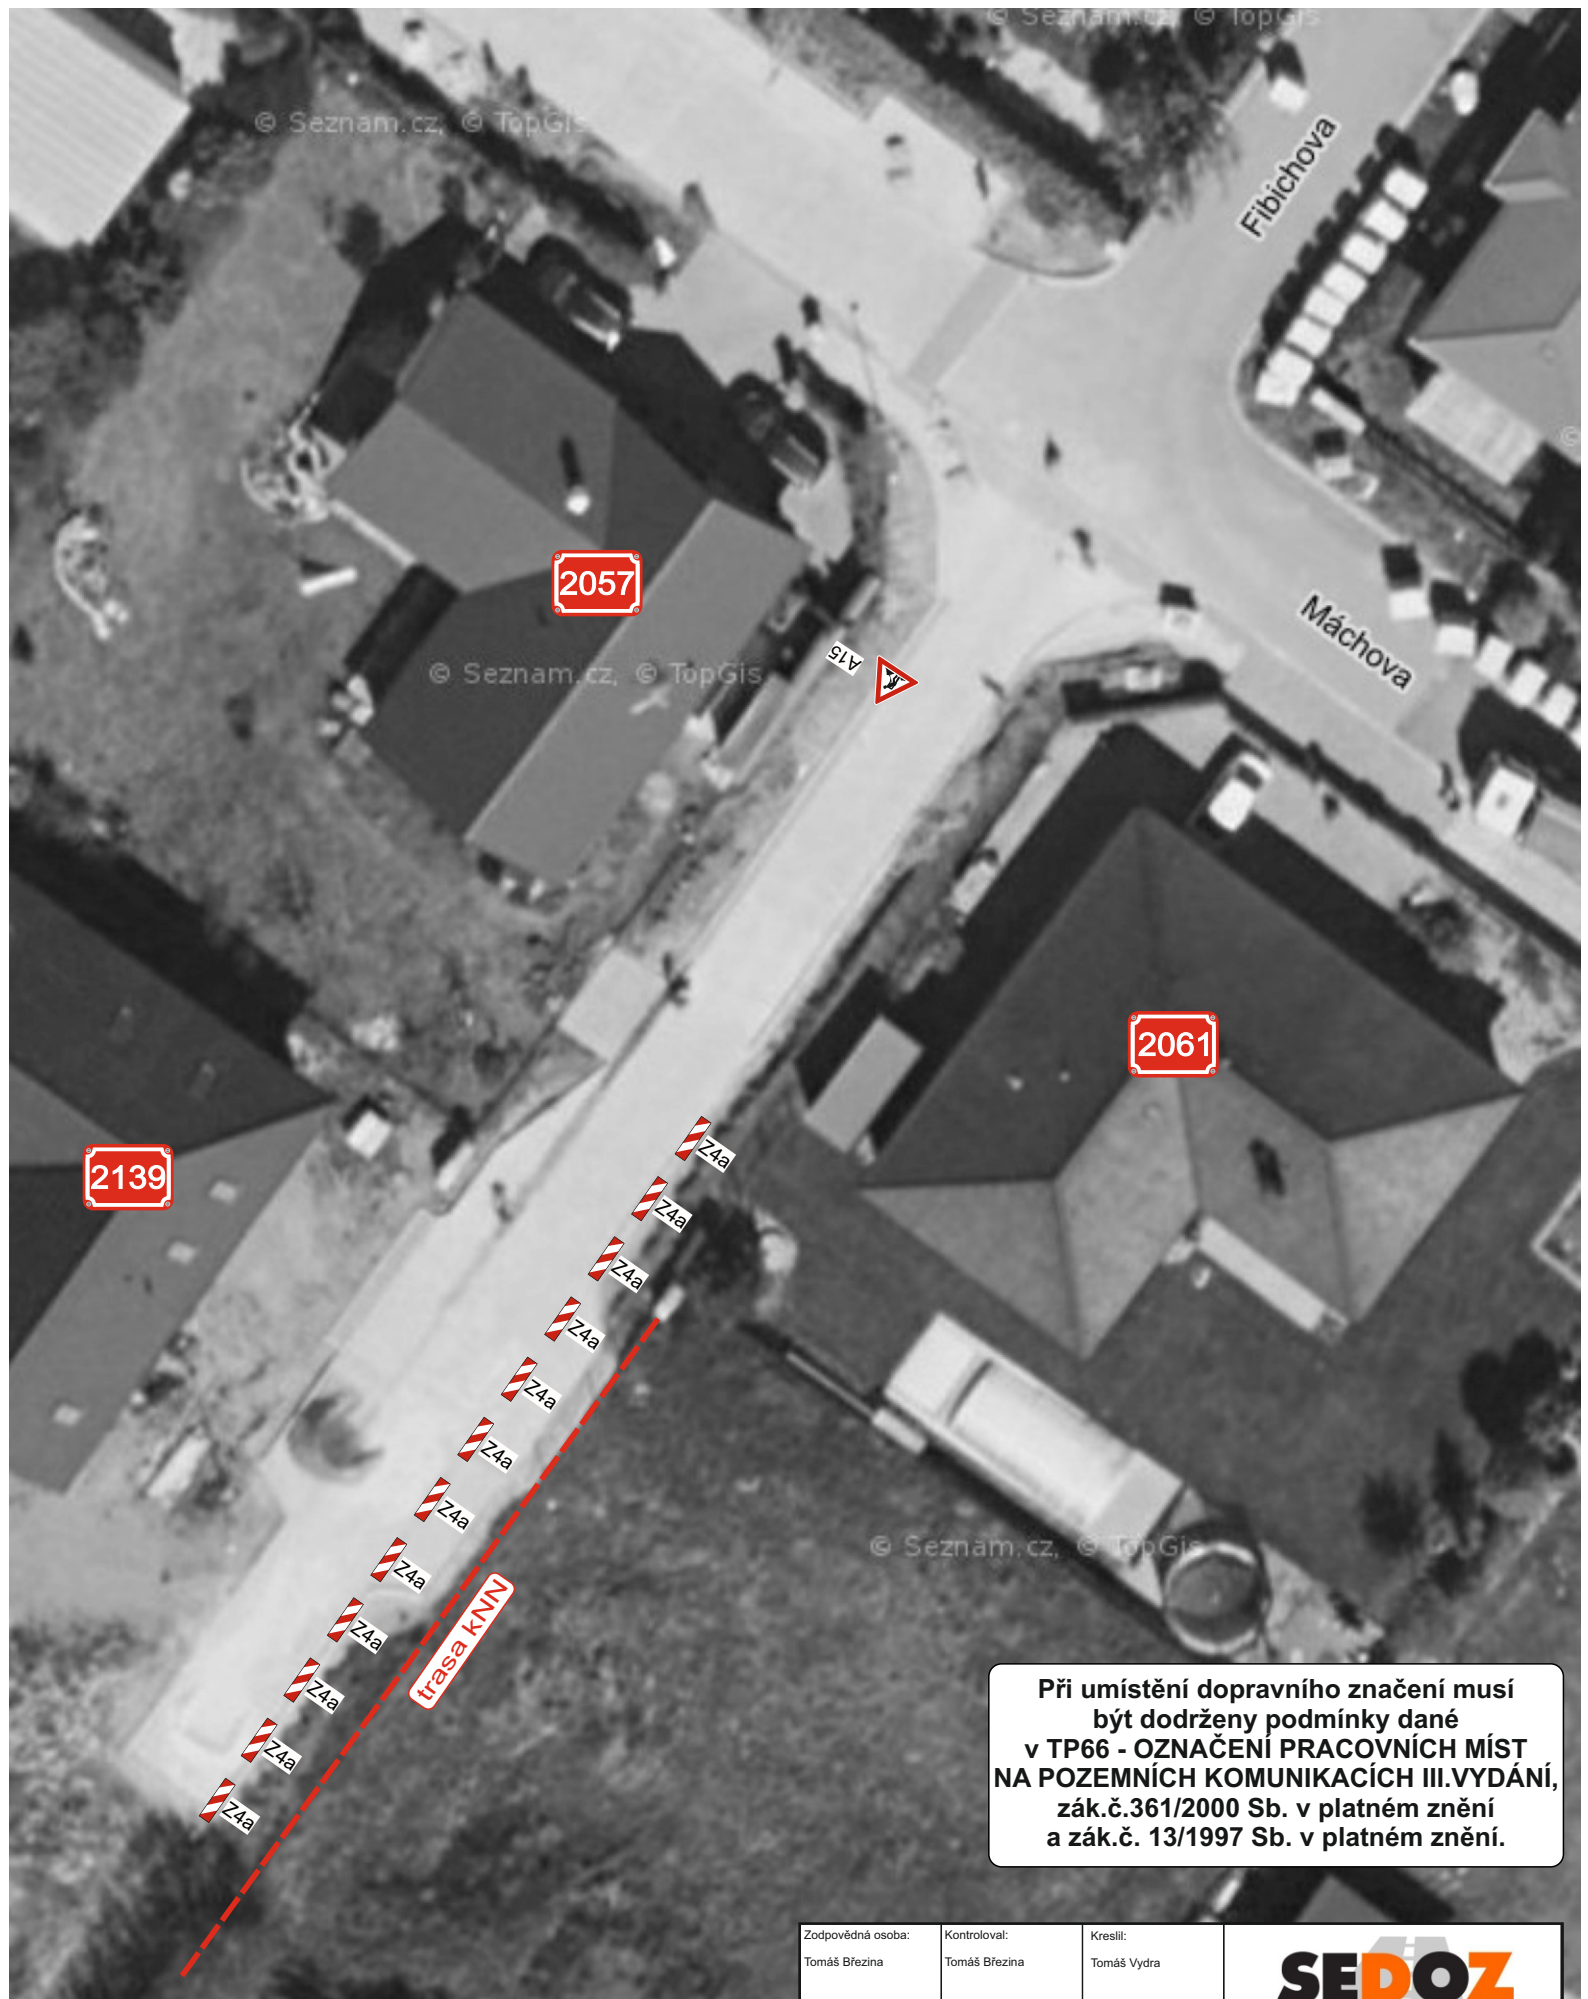 © Seznam.cz, © TopGis
© Seznam.cz, © TopGis
Fibichova
©
2057
Máchova
A15
© Seznam.cz, © TopGis
2061
2139
Z4a
Z4a
Z4a
Z4a
Z4a
Z4a
Z4a
Z4a
Z4a
Z4a
Z4a
Z4a
© Seznam.cz, © TopGis
trasa kNN
Při umístění dopravního značení musí
být dodrženy podmínky dané
v TP66 - OZNAČENÍ PRACOVNÍCH MÍST
NA POZEMNÍCH KOMUNIKACÍCH III.VYDÁNÍ,
zák.č.361/2000 Sb. v platném znění
a zák.č. 13/1997 Sb. v platném znění.
Zodpovědná osoba:
Tomáš Březina
Kontroloval:
Tomáš Březina
Kreslil:
Tomáš Vydra
SEDOZ